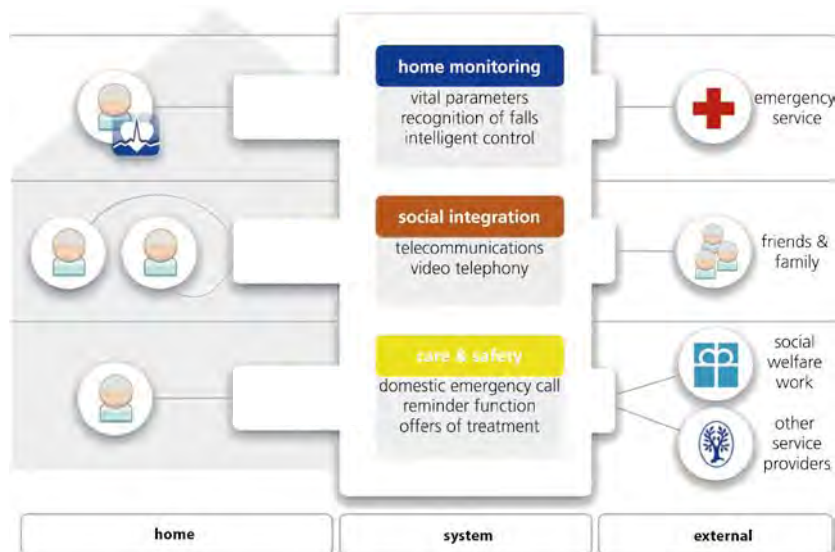 home monitoring
vital parameters
recognition of falls
intelligent control
emergency
service
social integration
telecommunications
video telephony
friends &
family
care & safety
domestic emergency call
reminder function
offers of treatment
social
welfare
work
other
service
providers
home
system
external